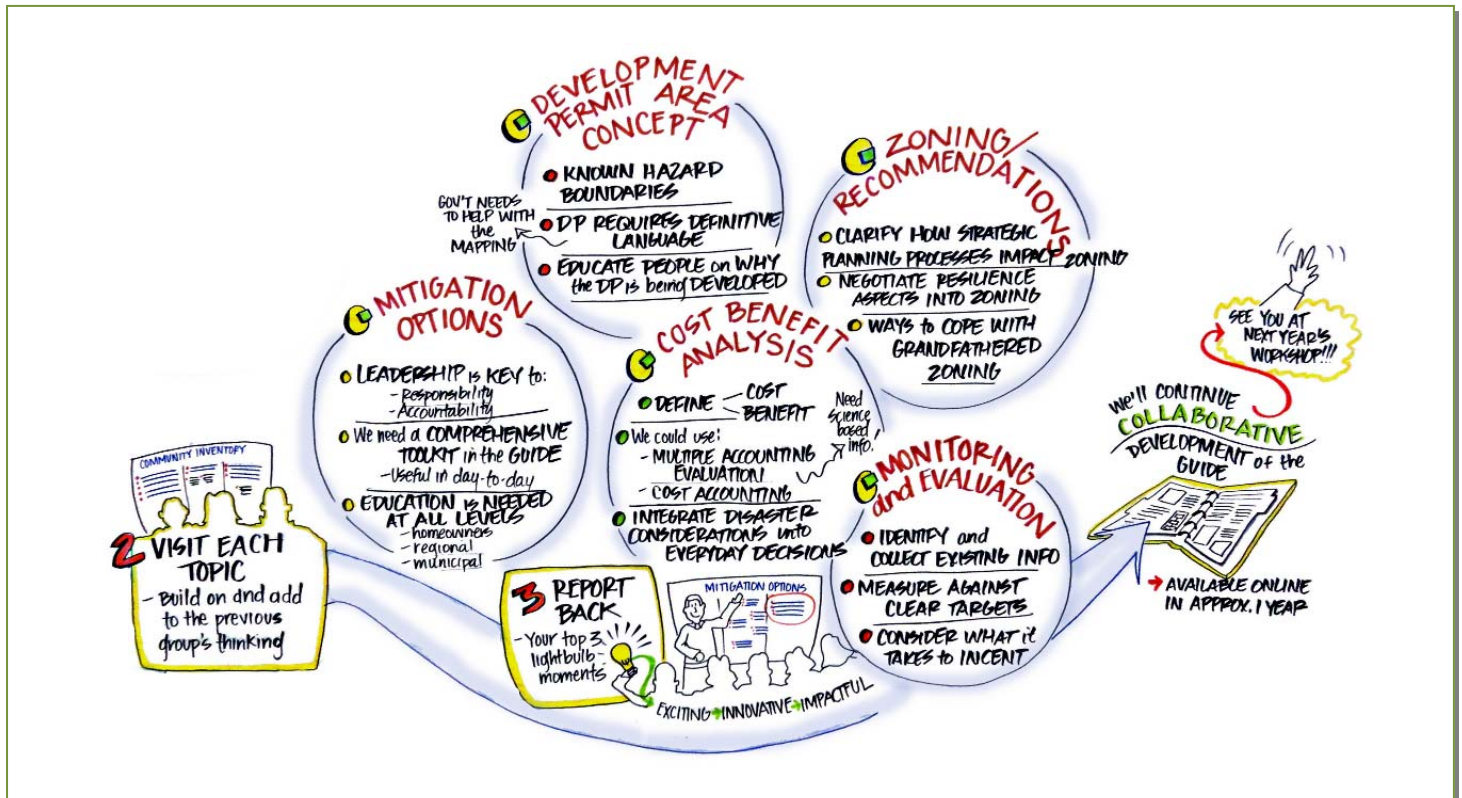 DEVELOPMENT
PERMIT AREA
CONCEPT
KNOWN HAZARD
BOUNDARIES
DP REQUIRES DEFINITIVE
LANGUAGE
EDUCATE PEOPLE on WHY
the DP is being DEVELOPED
GOV'T NEEDS
TO HELP WITH
the
MAPPING
ZONING/
RECOMMENDATIONS
CLARIFY HOW STRATEGIC
PLANNING PROCESSES IMPACT ZONING
NEGOTIATE RESILIENCE
ASPECTS INTO ZONING
WAYS to COPE WITH
GRANDFATHERED
ZONING
MITIGATION
OPTIONS
LEADERSHIP is KEY to:
- Responsibility
- Accountability
We need a COMPREHENSIVE
TOOLKIT in the GUIDE
- Useful in day-to-day
EDUCATION is NEEDED
AT ALL LEVELS
- homeowners
- regional
- municipal
COST BENEFIT
ANALYSIS
DEFINE - COST
- BENEFIT
We could use:
- MULTIPLE ACCOUNTING
EVALUATION
- COST ACCOUNTING
INTEGRATE DISASTER
CONSIDERATIONS into
EVERYDAY DECISIONS
Need
Science
based
info!
MONITORING
and EVALUATION
IDENTIFY and
COLLECT EXISTING INFO
MEASURE AGAINST
CLEAR TARGETS
CONSIDER WHAT it
TAKES to INCENT
COMMUNITY INVENTORY
2 VISIT EACH
TOPIC
- Build on and add
to the previous
group's thinking
3 REPORT
BACK
- Your top 3
lightbulb-
moments
MITIGATION OPTIONS
EXCITING → INNOVATIVE → IMPACTFUL
SEE YOU AT
NEXT YEAR'S
WORKSHOP!!!
We'll CONTINUE
COLLABORATIVE
DEVELOPMENT of the
GUIDE
→ AVAILABLE ONLINE
IN APPROX. 1 YEAR